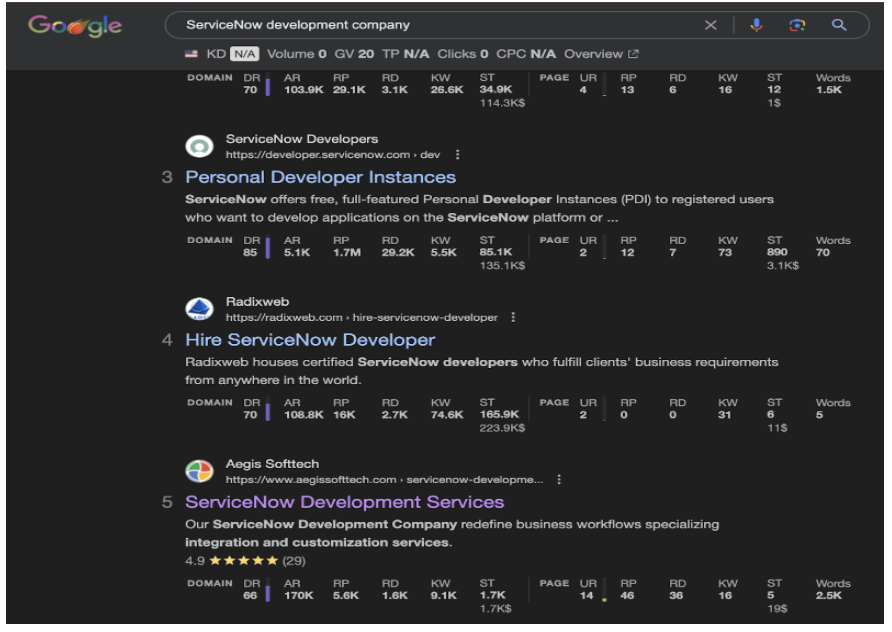 Google
ServiceNow development company
KD N/A Volume 0 GV 20 TP N/A Clicks 0 CPC N/A Overview
DOMAIN DR AR RP RD KW ST PAGE UR RP RD KW ST Words
70 103.9K 29.1K 3.1K 26.6K 34.9K 4 13 6 16 12 1.5K
114.3K$ 1$
ServiceNow Developers
https://developer.servicenow.com › dev
3 Personal Developer Instances
ServiceNow offers free, full-featured Personal Developer Instances (PDI) to registered users
who want to develop applications on the ServiceNow platform or ...
DOMAIN DR AR RP RD KW ST PAGE UR RP RD KW ST Words
85 5.1K 1.7M 29.2K 5.5K 85.1K 2 12 7 73 890 70
135.1K$ 3.1K$
Radixweb
https://radixweb.com › hire-servicenow-developer
4 Hire ServiceNow Developer
Radixweb houses certified ServiceNow developers who fulfill clients' business requirements
from anywhere in the world.
DOMAIN DR AR RP RD KW ST PAGE UR RP RD KW ST Words
70 108.8K 16K 2.7K 74.6K 165.9K 2 0 0 31 6 5
223.9K$ 11$
Aegis Softtech
https://www.aegissofttech.com › servicenow-developme...
5 ServiceNow Development Services
Our ServiceNow Development Company redefine business workflows specializing
integration and customization services.
4.9 ★★★★★ (29)
DOMAIN DR AR RP RD KW ST PAGE UR RP RD KW ST Words
66 170K 5.6K 1.6K 9.1K 1.7K 14 46 36 16 5 2.5K
1.7K$ 19$